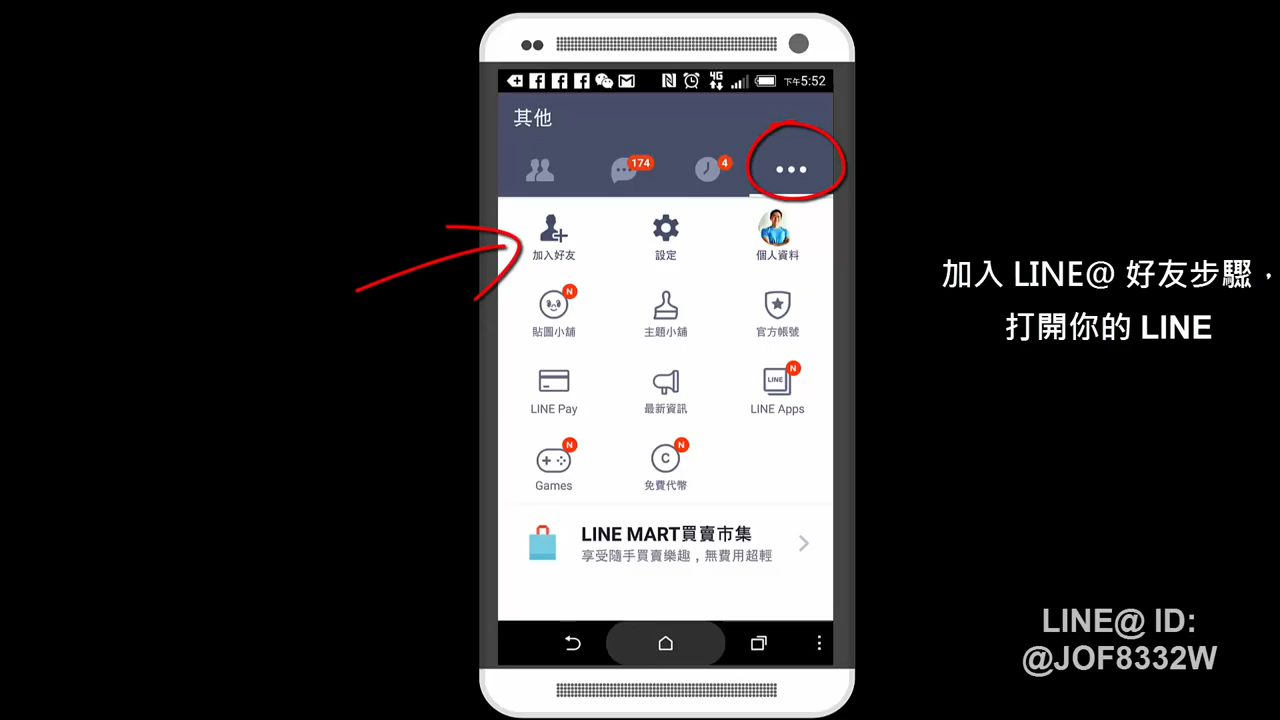 下午5:52
其他
174
4
加入好友
設定
個人資料
N
貼圖小舖
主題小舖
官方帳號
LINE
N
LINE Pay
最新資訊
LINE Apps
N
C
N
Games
免費代幣
LINE MART買賣市集
享受隨手買賣樂趣，無費用超輕
加入 LINE@ 好友步驟，
打開你的 LINE
LINE@ ID:
@JOF8332W